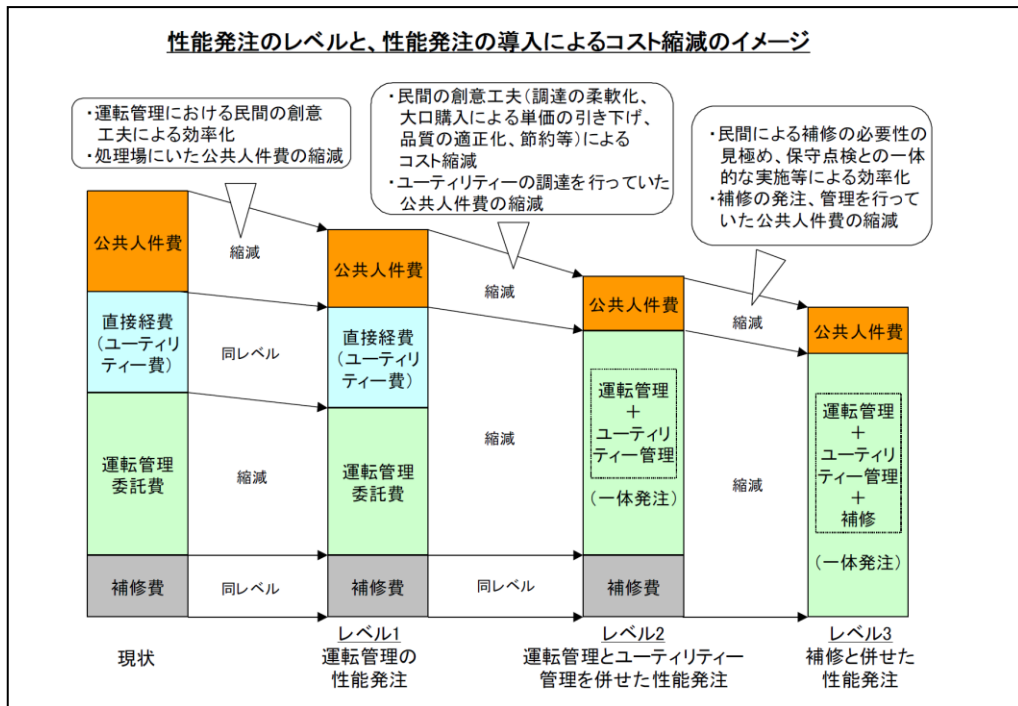 性能発注のレベルと、性能発注の導入によるコスト縮減のイメージ
・運転管理における民間の創意
工夫による効率化
・処理場にいた公共人件費の縮減
・民間の創意工夫(調達の柔軟化、
大口購入による単価の引き下げ、
品質の適正化、節約等)による
コスト縮減
・ユーティリティーの調達を行っていた
公共人件費の縮減
・民間による補修の必要性の
見極め、保守点検との一体
的な実施等による効率化
・補修の発注、管理を行って
いた公共人件費の縮減
公共人件費
直接経費
(ユーティリ
ティー費)
運転管理
委託費
補修費
現状
縮減
同レベル
縮減
同レベル
公共人件費
直接経費
(ユーティリ
ティー費)
運転管理
委託費
補修費
レベル1
運転管理の
性能発注
縮減
縮減
同レベル
公共人件費
運転管理
+
ユーティリ
ティー管理
(一体発注)
補修費
レベル2
運転管理とユーティリティー
管理を併せた性能発注
縮減
縮減
公共人件費
運転管理
+
ユーティリ
ティー管理
+
補修
(一体発注)
レベル3
補修と併せた
性能発注